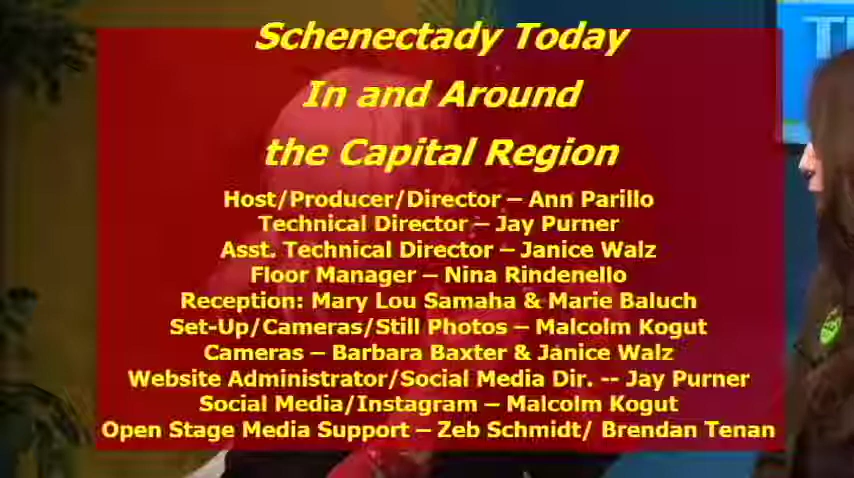 Schenectady Today
In and Around
the Capital Region
Host/Producer/Director – Ann Parillo
Technical Director – Jay Purner
Asst. Technical Director – Janice Walz
Floor Manager – Nina Rindenello
Reception: Mary Lou Samaha & Marie Baluch
Set-Up/Cameras/Still Photos – Malcolm Kogut
Cameras – Barbara Baxter & Janice Walz
Website Administrator/Social Media Dir. -- Jay Purner
Social Media/Instagram – Malcolm Kogut
Open Stage Media Support – Zeb Schmidt/ Brendan Tenan